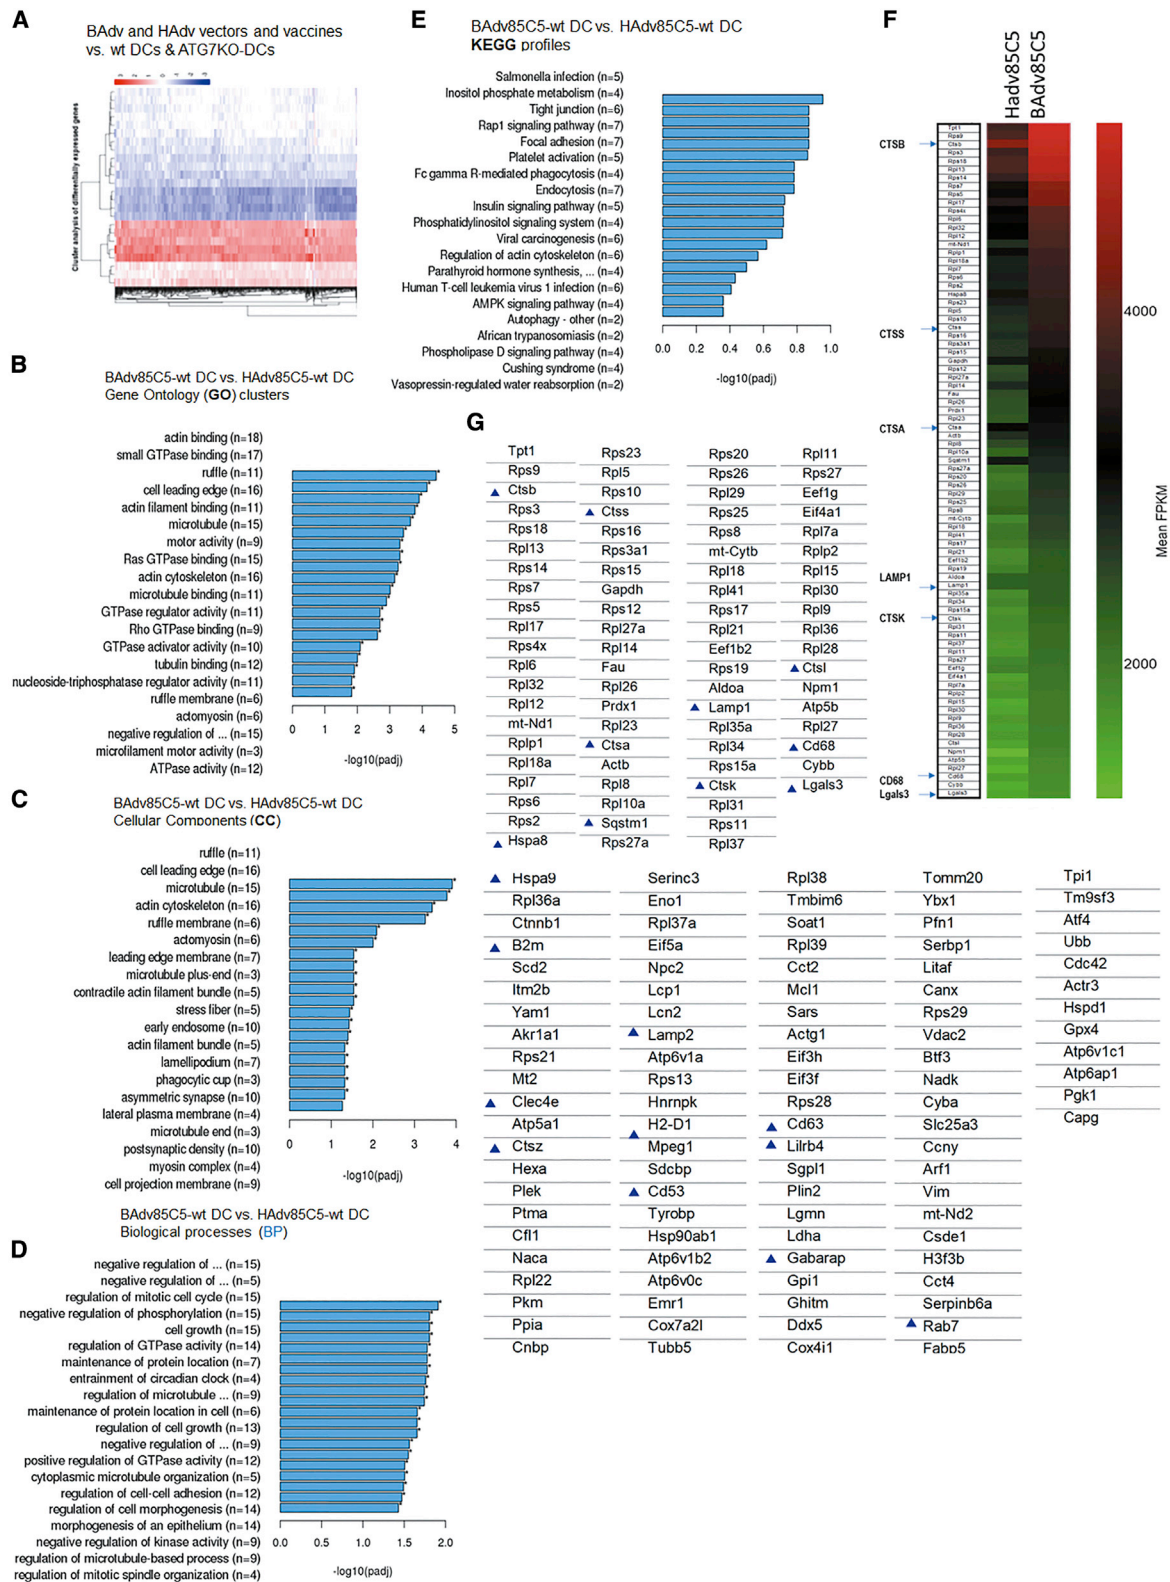 A
BAdv and HAdv vectors and vaccines
vs. wt DCs & ATG7KO-DCs
Cluster analysis of differentially expressed genes
B
BAdv85C5-wt DC vs. HAdv85C5-wt DC
Gene Ontology (GO) clusters
actin binding (n=18)
small GTPase binding (n=17)
ruffle (n=11)
cell leading edge (n=16)
actin filament binding (n=11)
microtubule (n=15)
motor activity (n=9)
Ras GTPase binding (n=15)
actin cytoskeleton (n=16)
microtubule binding (n=11)
GTPase regulator activity (n=11)
Rho GTPase binding (n=9)
GTPase activator activity (n=10)
tubulin binding (n=12)
nucleoside-triphosphatase regulator activity (n=11)
ruffle membrane (n=6)
actomyosin (n=6)
negative regulation of ... (n=15)
microfilament motor activity (n=3)
ATPase activity (n=12)
0 1 2 3 4 5
-log10(padj)
C
BAdv85C5-wt DC vs. HAdv85C5-wt DC
Cellular Components (CC)
ruffle (n=11)
cell leading edge (n=16)
microtubule (n=15)
actin cytoskeleton (n=16)
ruffle membrane (n=6)
actomyosin (n=6)
leading edge membrane (n=7)
microtubule plus-end (n=3)
contractile actin filament bundle (n=5)
stress fiber (n=5)
early endosome (n=10)
actin filament bundle (n=5)
lamellipodium (n=7)
phagocytic cup (n=3)
asymmetric synapse (n=10)
lateral plasma membrane (n=4)
microtubule end (n=3)
postsynaptic density (n=10)
myosin complex (n=4)
cell projection membrane (n=9)
0 1 2 3 4
-log10(padj)
BAdv85C5-wt DC vs. HAdv85C5-wt DC
Biological processes (BP)
D
negative regulation of ... (n=15)
negative regulation of ... (n=5)
regulation of mitotic cell cycle (n=15)
negative regulation of phosphorylation (n=15)
cell growth (n=15)
regulation of GTPase activity (n=14)
maintenance of protein location (n=7)
entrainment of circadian clock (n=4)
regulation of microtubule ... (n=9)
maintenance of protein location in cell (n=6)
regulation of cell growth (n=13)
negative regulation of ... (n=9)
positive regulation of GTPase activity (n=12)
cytoplasmic microtubule organization (n=5)
regulation of cell-cell adhesion (n=12)
regulation of cell morphogenesis (n=14)
morphogenesis of an epithelium (n=14)
negative regulation of kinase activity (n=9)
regulation of microtubule-based process (n=9)
regulation of mitotic spindle organization (n=4)
0.0 0.5 1.0 1.5 2.0
-log10(padj)
E
BAdv85C5-wt DC vs. HAdv85C5-wt DC
KEGG profiles
Salmonella infection (n=5)
Inositol phosphate metabolism (n=4)
Tight junction (n=6)
Rap1 signaling pathway (n=7)
Focal adhesion (n=7)
Platelet activation (n=5)
Fc gamma R-mediated phagocytosis (n=4)
Endocytosis (n=7)
Insulin signaling pathway (n=5)
Phosphatidylinositol signaling system (n=4)
Viral carcinogenesis (n=6)
Regulation of actin cytoskeleton (n=6)
Parathyroid hormone synthesis, ... (n=4)
Human T-cell leukemia virus 1 infection (n=6)
AMPK signaling pathway (n=4)
Autophagy - other (n=2)
African trypanosomiasis (n=2)
Phospholipase D signaling pathway (n=4)
Cushing syndrome (n=4)
Vasopressin-regulated water reabsorption (n=2)
0.0 0.2 0.4 0.6 0.8 1.0
-log10(padj)
F
Hadv85C5
BAdv85C5
CTSB
CTSS
CTSA
LAMP1
CTSK
CD68
Lgals3
4000
2000
Mean FPKM
G
Tpt1 Rps23 Rps20 Rpl11
Rps9 Rpl5 Rps26 Rps27
Ctsb Rps10 Rpl29 Eef1g
Rps3 Ctss Rps25 Eif4a1
Rps18 Rps16 Rps8 Rpl7a
Rpl13 Rps3a1 mt-Cytb Rplp2
Rps14 Rps15 Rpl18 Rpl15
Rps7 Gapdh Rpl41 Rpl30
Rps5 Rps12 Rps17 Rpl9
Rpl17 Rpl27a Rpl21 Rpl36
Rps4x Rpl14 Eef1b2 Rpl28
Rpl6 Fau Rps19 Ctsl
Rpl32 Rpl26 Aldoa Npm1
Rpl12 Prdx1 Lamp1 Atp5b
mt-Nd1 Rpl23 Rpl35a Rpl27
Rplp1 Ctsa Rpl34 Cd68
Rpl18a Actb Rps15a Cybb
Rpl7 Rpl8 Ctsk Lgals3
Rps6 Rpl10a Rpl31
Rps2 Sqstm1 Rps11
Hspa8 Rps27a Rpl37
Hspa9 Serinc3 Rpl38 Tomm20 Tpi1
Rpl36a Eno1 Tmbim6 Ybx1 Tm9sf3
Ctnnb1 Rpl37a Soat1 Pfn1 Atf4
B2m Eif5a Rpl39 Serbp1 Ubb
Scd2 Npc2 Cct2 Litaf Cdc42
Itm2b Lcp1 Mcl1 Canx Actr3
Yam1 Lcn2 Sars Rps29 Hspd1
Akr1a1 Lamp2 Actg1 Vdac2 Gpx4
Rps21 Atp6v1a Eif3h Btf3 Atp6v1c1
Mt2 Rps13 Eif3f Nadk Atp6ap1
Clec4e Hnrnpk Rps28 Cyba Pgk1
Atp5a1 H2-D1 Cd63 Slc25a3 Capg
Ctsz Mpeg1 Lilrb4 Ccny
Hexa Sdcbp Sgpl1 Arf1
Plek Cd53 Plin2 Vim
Ptma Tyrobp Lgmn mt-Nd2
Cfl1 Hsp90ab1 Ldha Csde1
Naca Atp6v1b2 Gabarap H3f3b
Rpl22 Atp6v0c Gpi1 Cct4
Pkm Emr1 Ghitm Serpinb6a
Ppia Cox7a2l Ddx5 Rab7
Cnbp Tubb5 Cox4i1 Fabp5